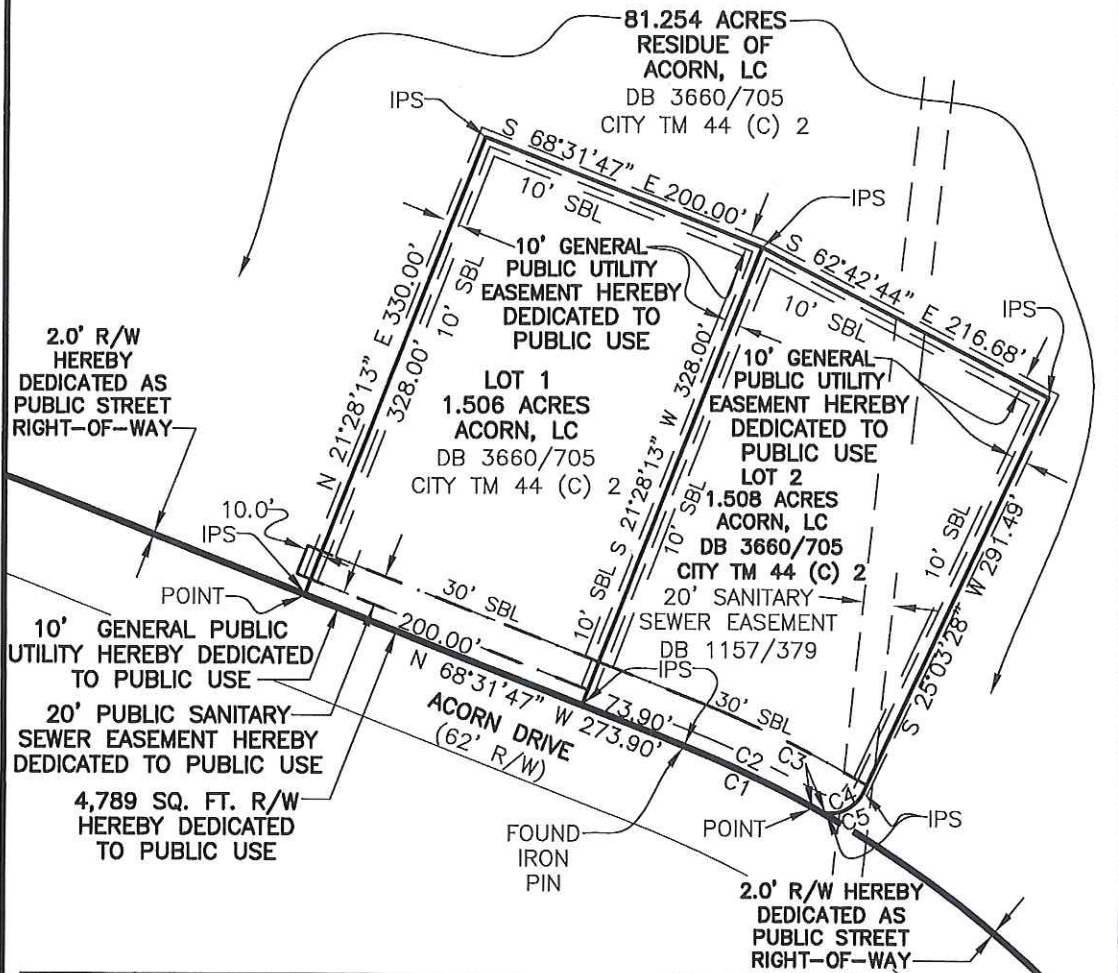 81.254 ACRES
RESIDUE OF
ACORN, LC
DB 3660/705
CITY TM 44 (C) 2
IPS
S 68°31'47" E 200.00'
10' SBL
IPS
S 62°42'44" E 216.68'
10' SBL
IPS
10' GENERAL
PUBLIC UTILITY
EASEMENT HEREBY
DEDICATED TO
PUBLIC USE
N 21°28'13" E 330.00'
328.00'
10' SBL
2.0' R/W
HEREBY
DEDICATED AS
PUBLIC STREET
RIGHT-OF-WAY
LOT 1
1.506 ACRES
ACORN, LC
DB 3660/705
CITY TM 44 (C) 2
10' SBL
S 21°28'13" W 328.00'
10' SBL
10' GENERAL
PUBLIC UTILITY
EASEMENT HEREBY
DEDICATED TO
PUBLIC USE
LOT 2
1.508 ACRES
ACORN, LC
DB 3660/705
CITY TM 44 (C) 2
20' SANITARY
SEWER EASEMENT
DB 1157/379
10' SBL
S 25°03'28" W 291.49'
10.0'
IPS
POINT
30' SBL
200.00'
N 68°31'47" W 273.90'
ACORN DRIVE
(62' R/W)
IPS
73.90'
30' SBL
C2
C3
C1
C4
C5
IPS
POINT
10' GENERAL PUBLIC
UTILITY HEREBY DEDICATED
TO PUBLIC USE
20' PUBLIC SANITARY
SEWER EASEMENT HEREBY
DEDICATED TO PUBLIC USE
4,789 SQ. FT. R/W
HEREBY DEDICATED
TO PUBLIC USE
FOUND
IRON
PIN
2.0' R/W HEREBY
DEDICATED AS
PUBLIC STREET
RIGHT-OF-WAY